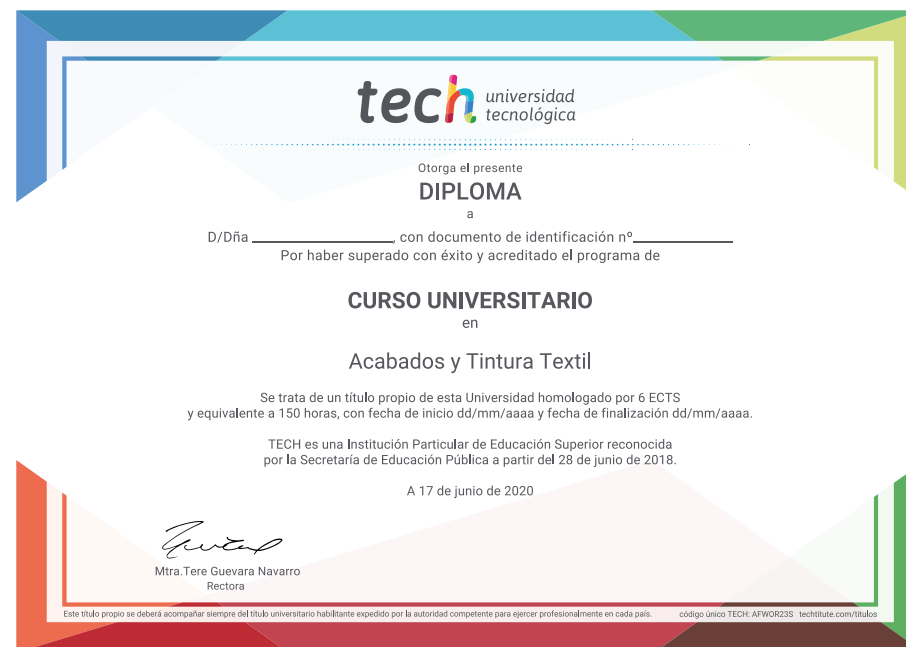 tech universidad
tecnológica
Otorga el presente
DIPLOMA
a
D/Dña ____________________, con documento de identificación nº______________
Por haber superado con éxito y acreditado el programa de
CURSO UNIVERSITARIO
en
Acabados y Tintura Textil
Se trata de un título propio de esta Universidad homologado por 6 ECTS
y equivalente a 150 horas, con fecha de inicio dd/mm/aaaa y fecha de finalización dd/mm/aaaa.
TECH es una Institución Particular de Educación Superior reconocida
por la Secretaría de Educación Pública a partir del 28 de junio de 2018.
A 17 de junio de 2020
Mtra.Tere Guevara Navarro
Rectora
Este título propio se deberá acompañar siempre del título universitario habilitante expedido por la autoridad competente para ejercer profesionalmente en cada país. código único TECH: AFWOR23S techtitute.com/títulos